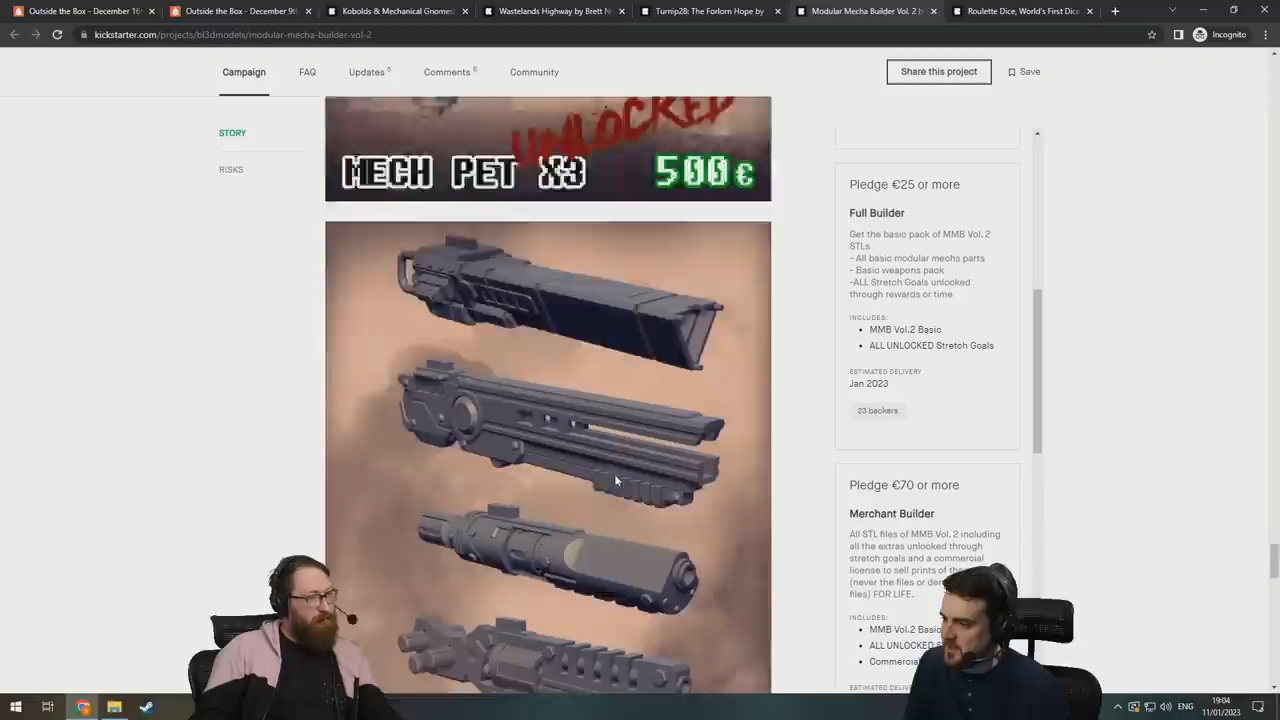 Outside the Box - December 16
Outside the Box - December 9th
Kobolds & Mechanical Gnomes
Wastelands Highway by Brett N
Turnip28: The Forlorn Hope by
Modular Mecha Builder Vol. 2 b
Roulette Dice, World's First Dice
kickstarter.com/projects/bl3dmodels/modular-mecha-builder-vol-2
Incognito
Campaign
FAQ
Updates 5
Comments 6
Community
Share this project
Save
STORY
RISKS
UNLOCKED
MECH PET X3 500€
Pledge €25 or more
Full Builder
Get the basic pack of MMB Vol. 2
STLs
- All basic modular mechs parts
- Basic weapons pack
-ALL Stretch Goals unlocked
through rewards or time
INCLUDES:
MMB Vol.2 Basic
ALL UNLOCKED Stretch Goals
ESTIMATED DELIVERY
Jan 2023
23 backers
Pledge €70 or more
Merchant Builder
All STL files of MMB Vol. 2 including
all the extras unlocked through
stretch goals and a commercial
license to sell prints of
(never the files or
files) FOR LIFE.
INCLUDES:
MMB Vol.2 Basic
ALL UNLOCKED
ESTIMATED
ENG
19:04
11/01/2023